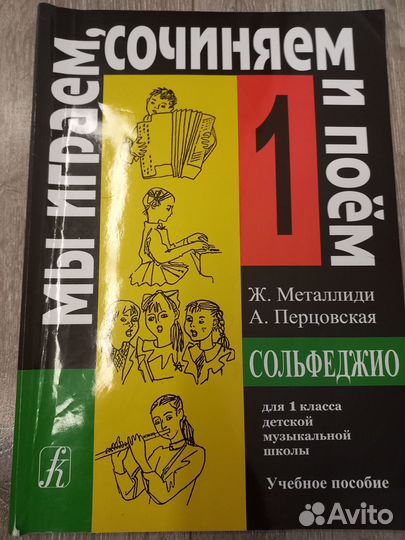 Мы играем,
сочиняем
и поём
1
Ж. Металлиди
А. Перцовская
СОЛЬФЕДЖИО
для 1 класса
детской
музыкальной
школы
Учебное пособие
Avito